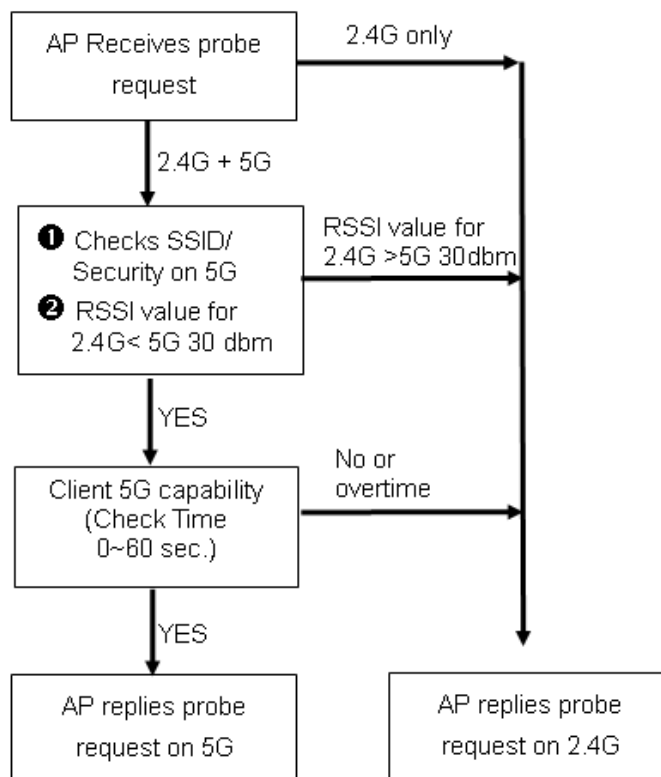 AP Receives probe
request
2.4G only
2.4G + 5G
❶ Checks SSID/
Security on 5G
❷ RSSI value for
2.4G< 5G 30 dbm
RSSI value for
2.4G >5G 30dbm
YES
Client 5G capability
(Check Time
0~60 sec.)
No or
overtime
YES
AP replies probe
request on 5G
AP replies probe
request on 2.4G